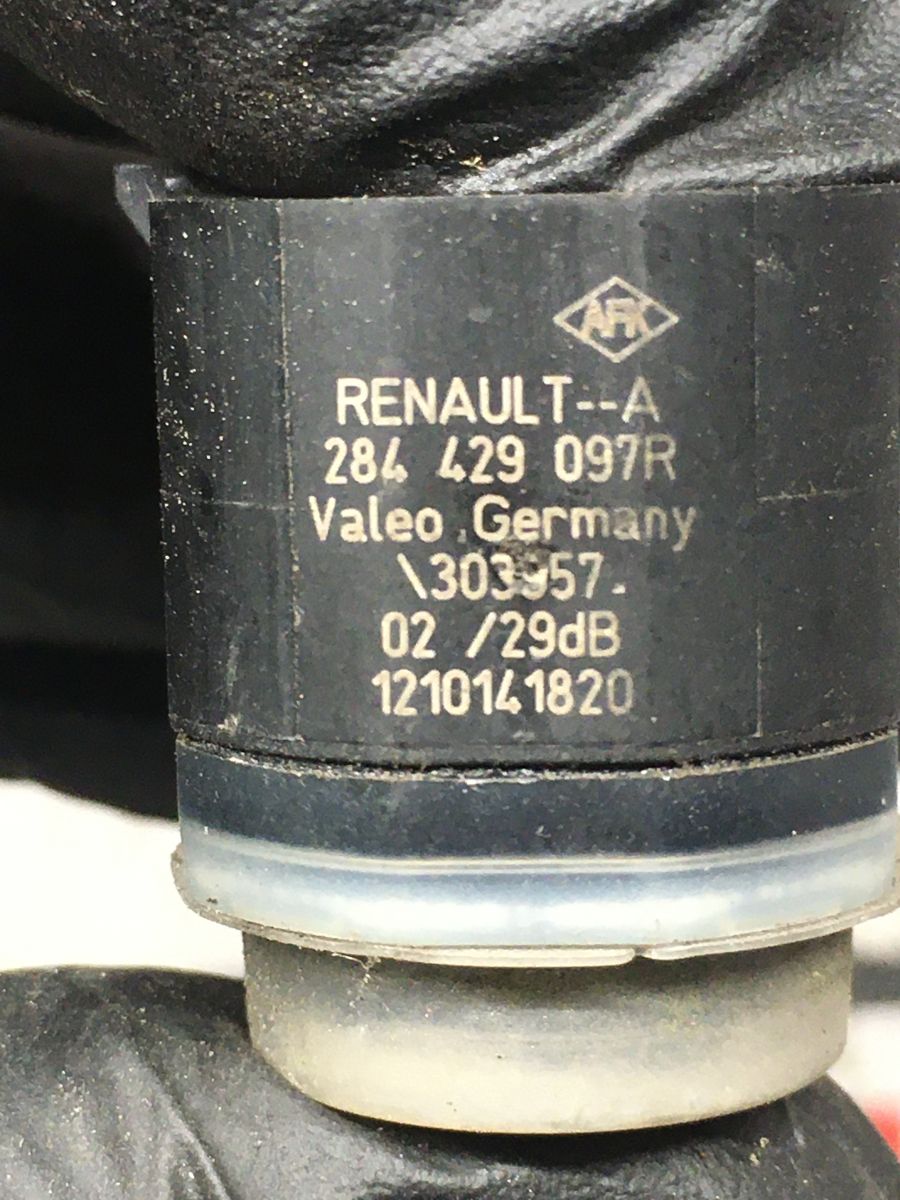 AFK
RENAULT--A
284 429 097R
Valeo Germany
\303957.
02 /29dB
1210141820